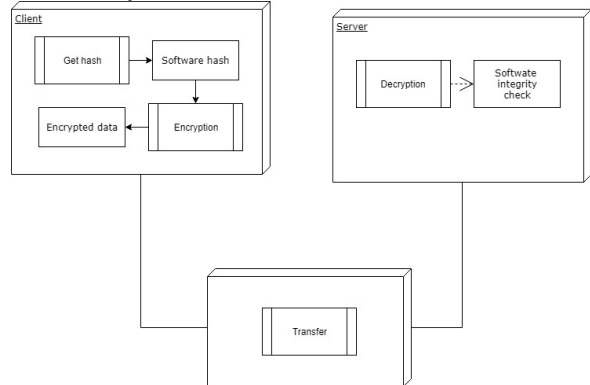 Client
Get hash
Software hash
Encrypted data
Encryption
Server
Decryption
Softwate
integrity
check
Transfer